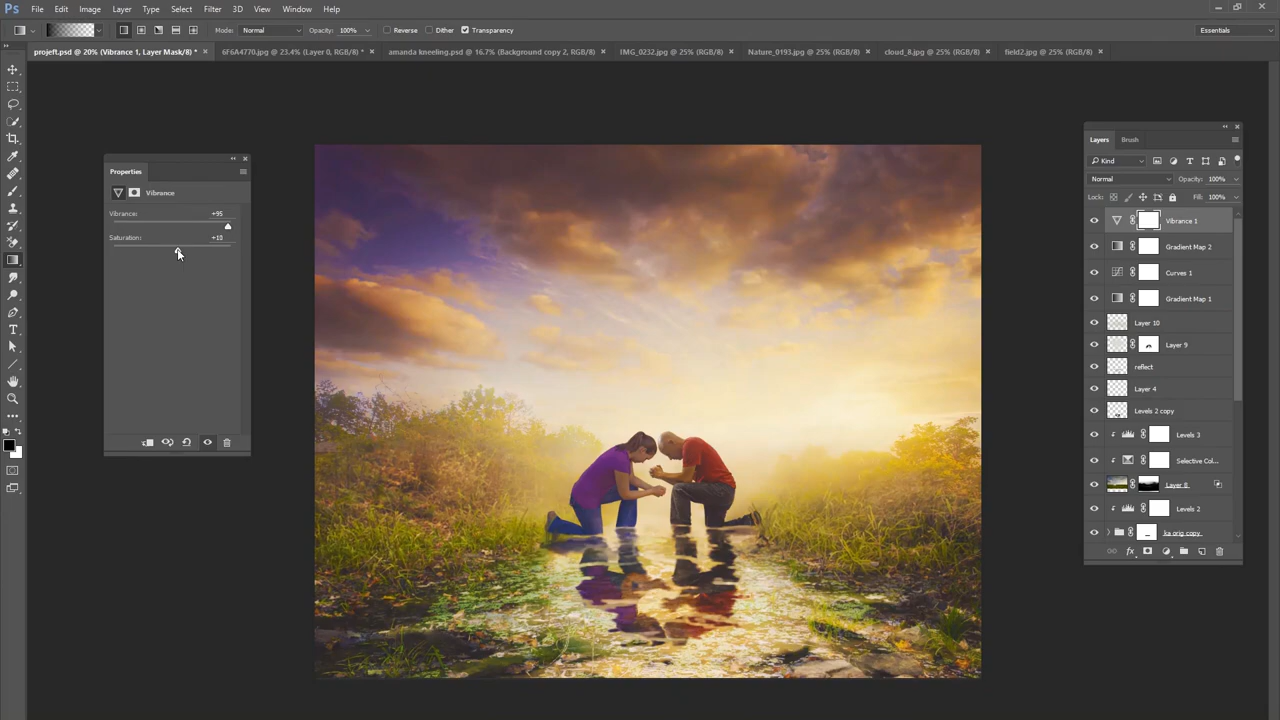 Ps File Edit Image Layer Type Select Filter 3D View Window Help
Mode: Normal Opacity: 100% Reverse Dither Transparency Essentials
projeft.psd @ 20% (Vibrance 1, Layer Mask/8) * × 6F6A4770.jpg @ 23.4% (Layer 0, RGB/8) * × amanda kneeling.psd @ 16.7% (Background copy 2, RGB/8) × IMG_0232.jpg @ 25% (RGB/8) × Nature_0193.jpg @ 25% (RGB/8) × cloud_8.jpg @ 25% (RGB/8) × field2.jpg @ 25% (RGB/8) ×
Properties
Vibrance
Vibrance: +95
Saturation: +18
Layers Brush
Kind
Normal Opacity: 100%
Lock: Fill: 100%
Vibrance 1
Gradient Map 2
Curves 1
Gradient Map 1
Layer 10
Layer 9
reflect
Layer 4
Levels 2 copy
Levels 3
Selective Col...
Layer 8
Levels 2
ka orig copy
fx